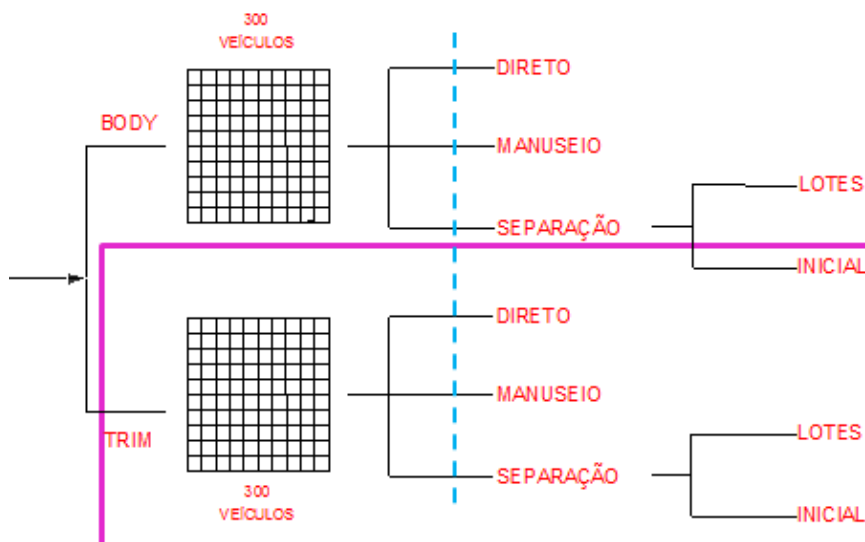 300
VEÍCULOS
BODY
DIRETO
MANUSEIO
SEPARAÇÃO
LOTES
INICIAL
TRIM
300
VEÍCULOS
DIRETO
MANUSEIO
SEPARAÇÃO
LOTES
INICIAL